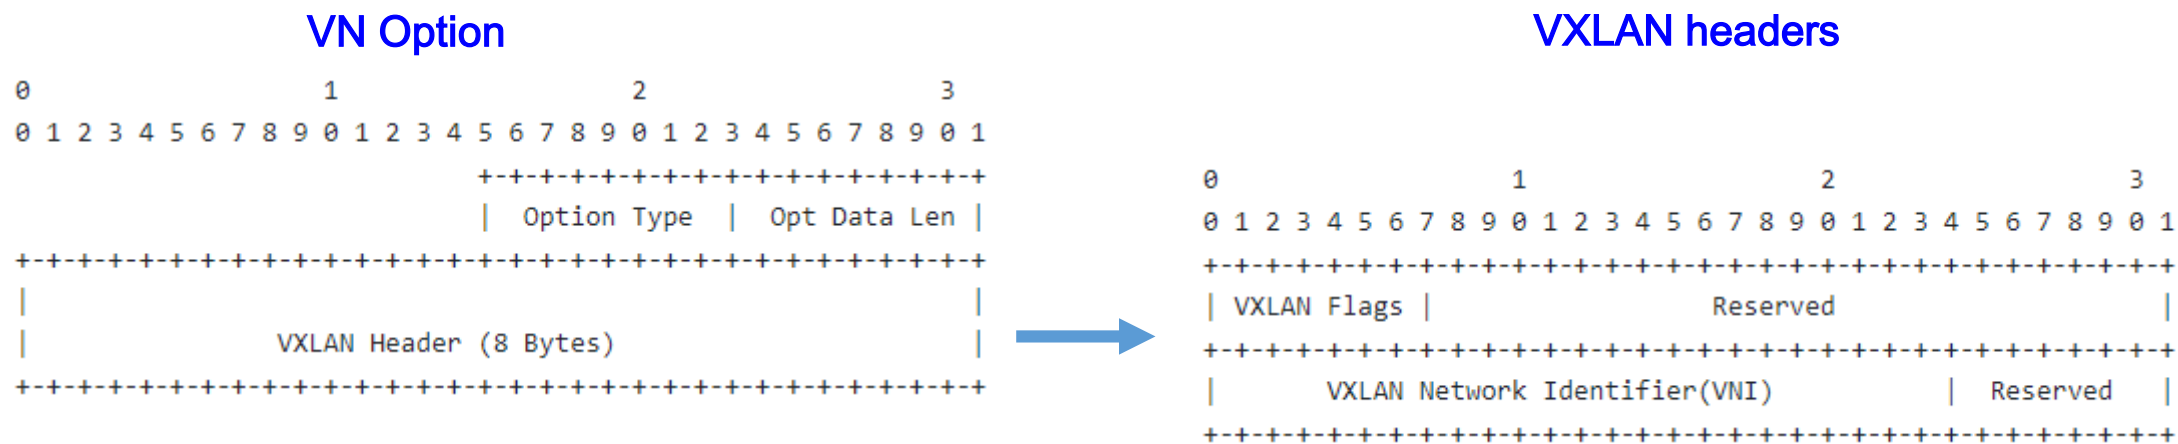 VN Option
0                   1                   2                   3
0 1 2 3 4 5 6 7 8 9 0 1 2 3 4 5 6 7 8 9 0 1 2 3 4 5 6 7 8 9 0 1
                              +-+-+-+-+-+-+-+-+-+-+-+-+-+-+-+-+
                              |  Option Type  |  Opt Data Len |
+-+-+-+-+-+-+-+-+-+-+-+-+-+-+-+-+-+-+-+-+-+-+-+-+-+-+-+-+-+-+-+
|                                                              |
|                VXLAN Header (8 Bytes)                        |
+-+-+-+-+-+-+-+-+-+-+-+-+-+-+-+-+-+-+-+-+-+-+-+-+-+-+-+-+-+-+-+
VXLAN headers
0                   1                   2                   3
0 1 2 3 4 5 6 7 8 9 0 1 2 3 4 5 6 7 8 9 0 1 2 3 4 5 6 7 8 9 0 1
+-+-+-+-+-+-+-+-+-+-+-+-+-+-+-+-+-+-+-+-+-+-+-+-+-+-+-+-+-+-+-+
| VXLAN Flags |                  Reserved                     |
+-+-+-+-+-+-+-+-+-+-+-+-+-+-+-+-+-+-+-+-+-+-+-+-+-+-+-+-+-+-+-+
|       VXLAN Network Identifier(VNI)           |  Reserved   |
+-+-+-+-+-+-+-+-+-+-+-+-+-+-+-+-+-+-+-+-+-+-+-+-+-+-+-+-+-+-+-+